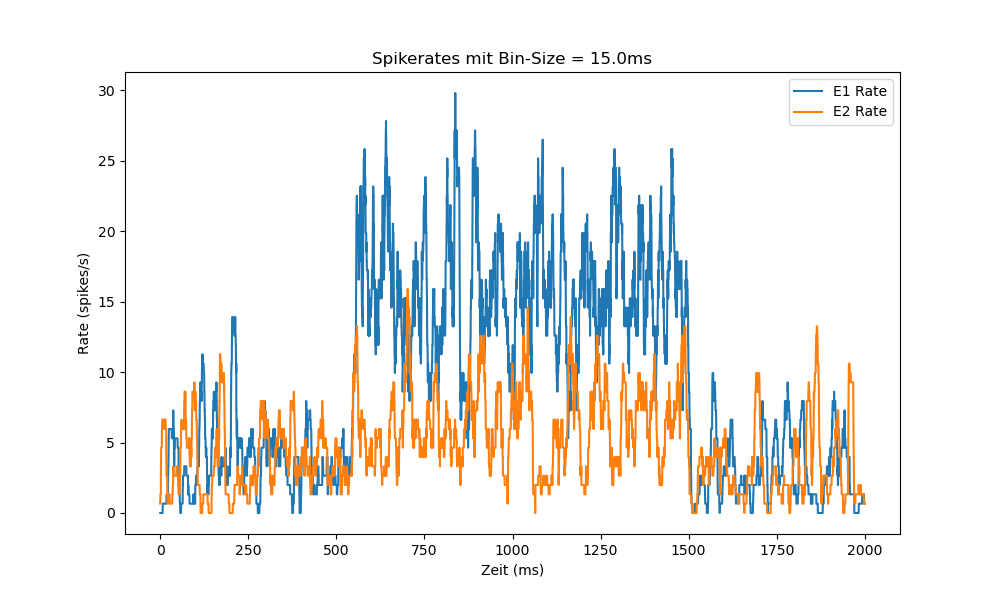 Spikerates mit Bin-Size = 15.0ms
E1 Rate
E2 Rate
Rate (spikes/s)
30
25
20
15
10
5
0
0 250 500 750 1000 1250 1500 1750 2000
Zeit (ms)